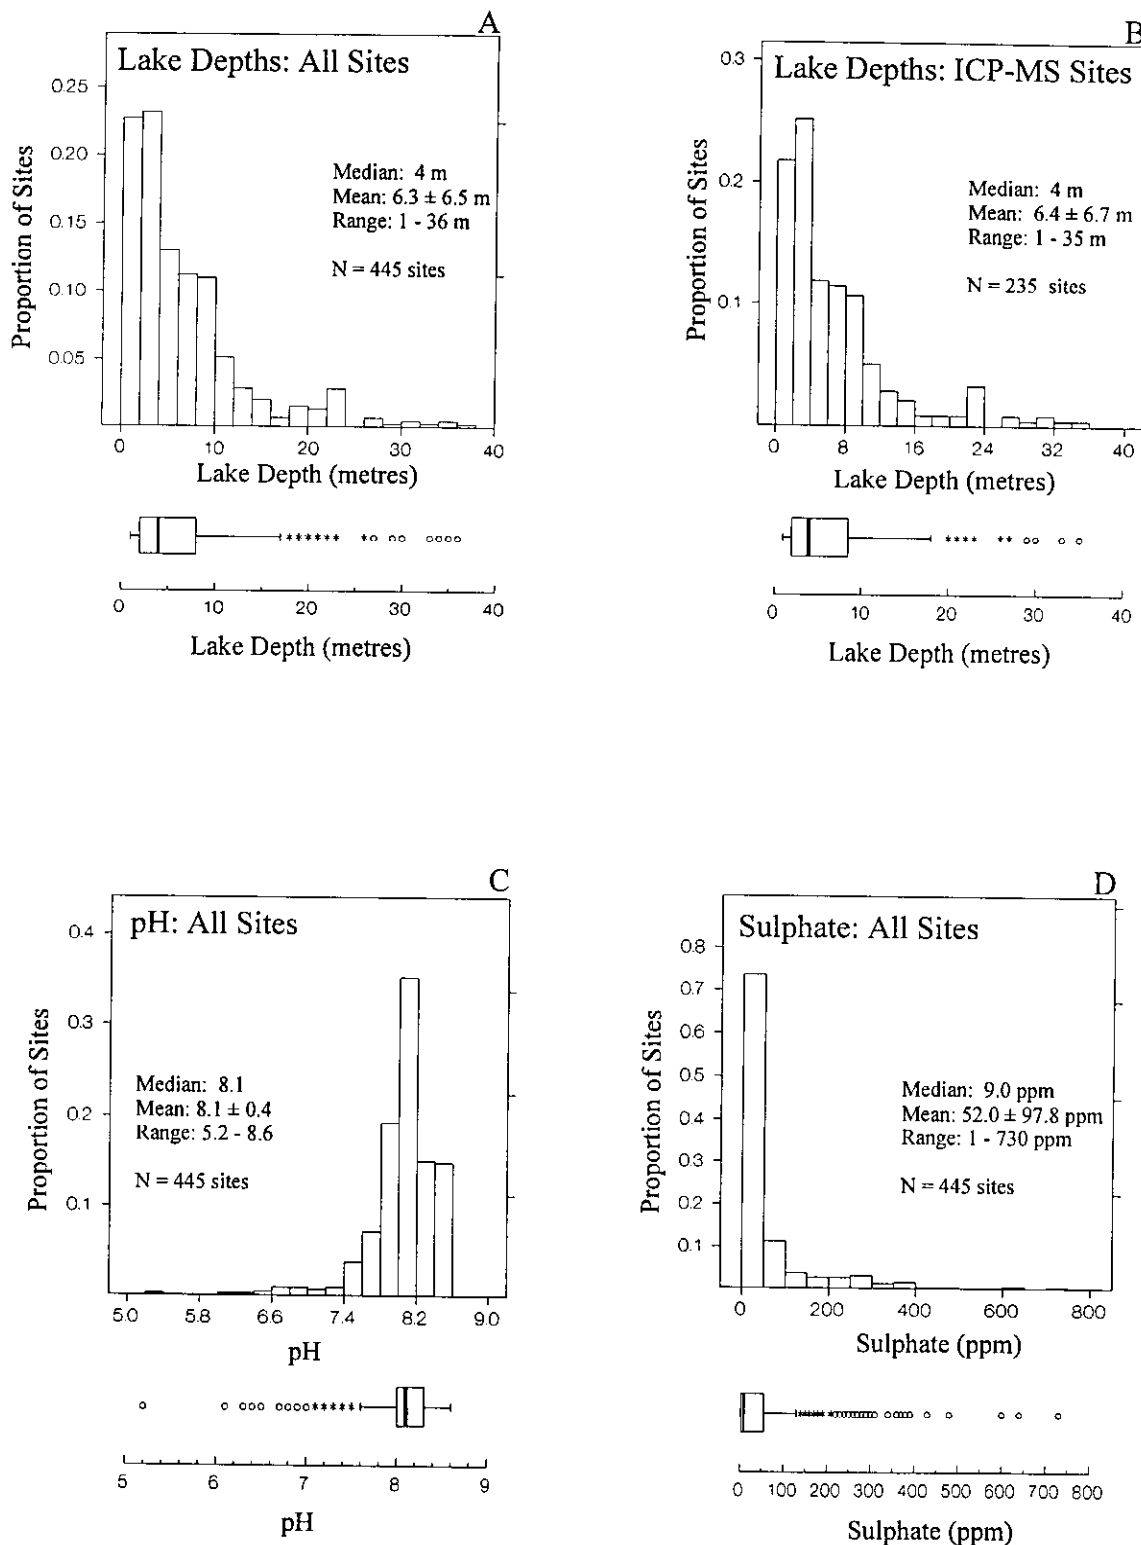 A
Lake Depths: All Sites
Proportion of Sites
0.25
0.20
0.15
0.10
0.05
Median: 4 m
Mean: 6.3 ± 6.5 m
Range: 1 - 36 m
N = 445 sites
0 10 20 30 40
Lake Depth (metres)
0 10 20 30 40
Lake Depth (metres)
B
Lake Depths: ICP-MS Sites
Proportion of Sites
0.3
0.2
0.1
Median: 4 m
Mean: 6.4 ± 6.7 m
Range: 1 - 35 m
N = 235 sites
0 8 16 24 32 40
Lake Depth (metres)
0 10 20 30 40
Lake Depth (metres)
C
pH: All Sites
Proportion of Sites
0.4
0.3
0.2
0.1
Median: 8.1
Mean: 8.1 ± 0.4
Range: 5.2 - 8.6
N = 445 sites
5.0 5.8 6.6 7.4 8.2 9.0
pH
5 6 7 8 9
pH
D
Sulphate: All Sites
Proportion of Sites
0.8
0.7
0.6
0.5
0.4
0.3
0.2
0.1
Median: 9.0 ppm
Mean: 52.0 ± 97.8 ppm
Range: 1 - 730 ppm
N = 445 sites
0 200 400 600 800
Sulphate (ppm)
0 100 200 300 400 500 600 700 800
Sulphate (ppm)